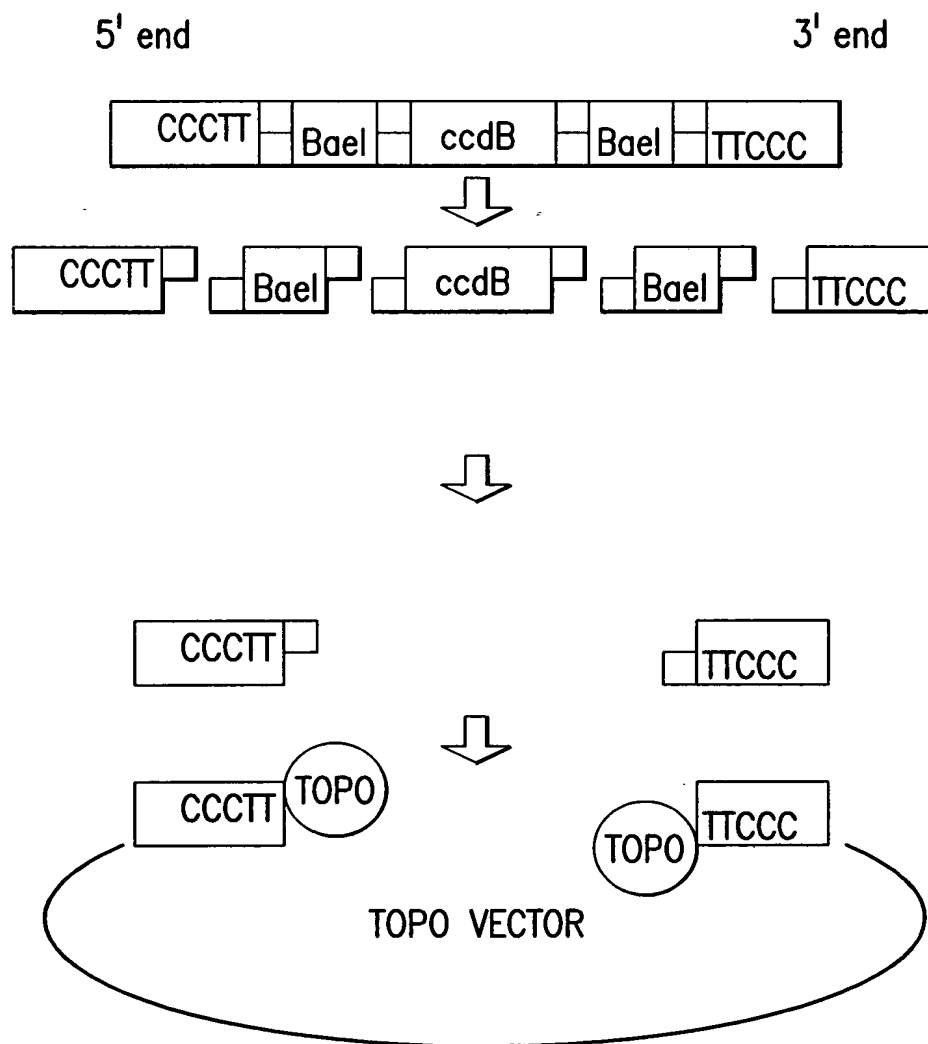 5' end 3' end
CCCTT BaeI ccdB BaeI TTCCC
CCCTT BaeI ccdB BaeI TTCCC
CCCTT TTCCC
CCCTT TOPO TOPO TTCCC
TOPO VECTOR